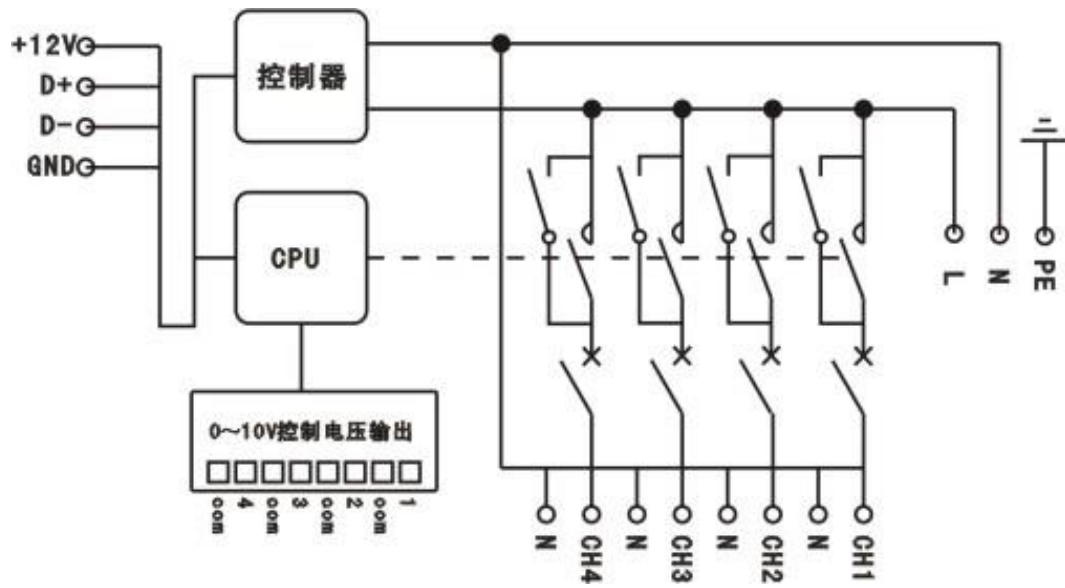 +12V
D+
D-
GND
控制器
CPU
0～10V控制电压输出
com
4
com
3
com
2
com
1
N
CH4
N
CH3
N
CH2
N
CH1
L
N
PE